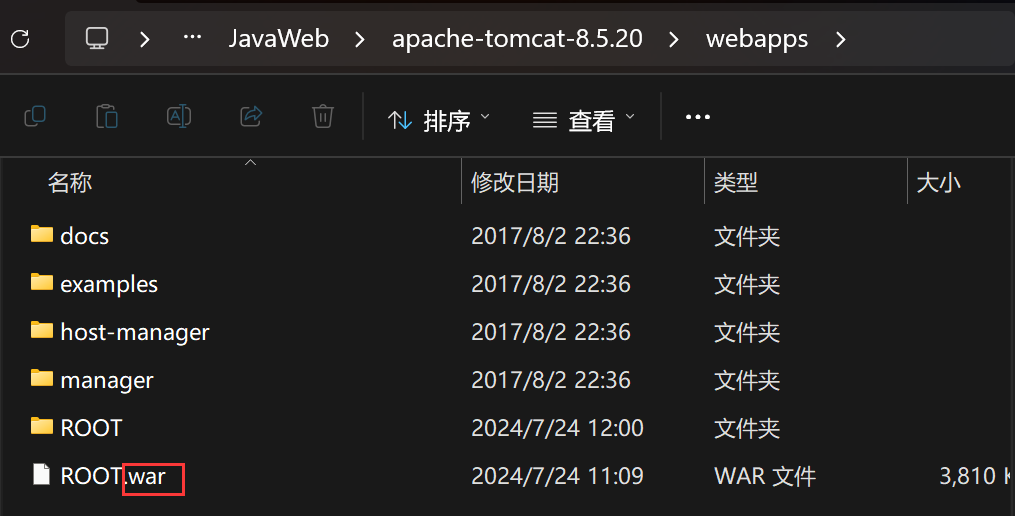 JavaWeb apache-tomcat-8.5.20 webapps
排序 查看
名称 修改日期 类型 大小
docs 2017/8/2 22:36 文件夹
examples 2017/8/2 22:36 文件夹
host-manager 2017/8/2 22:36 文件夹
manager 2017/8/2 22:36 文件夹
ROOT 2024/7/24 12:00 文件夹
ROOT.war 2024/7/24 11:09 WAR 文件 3,810 K